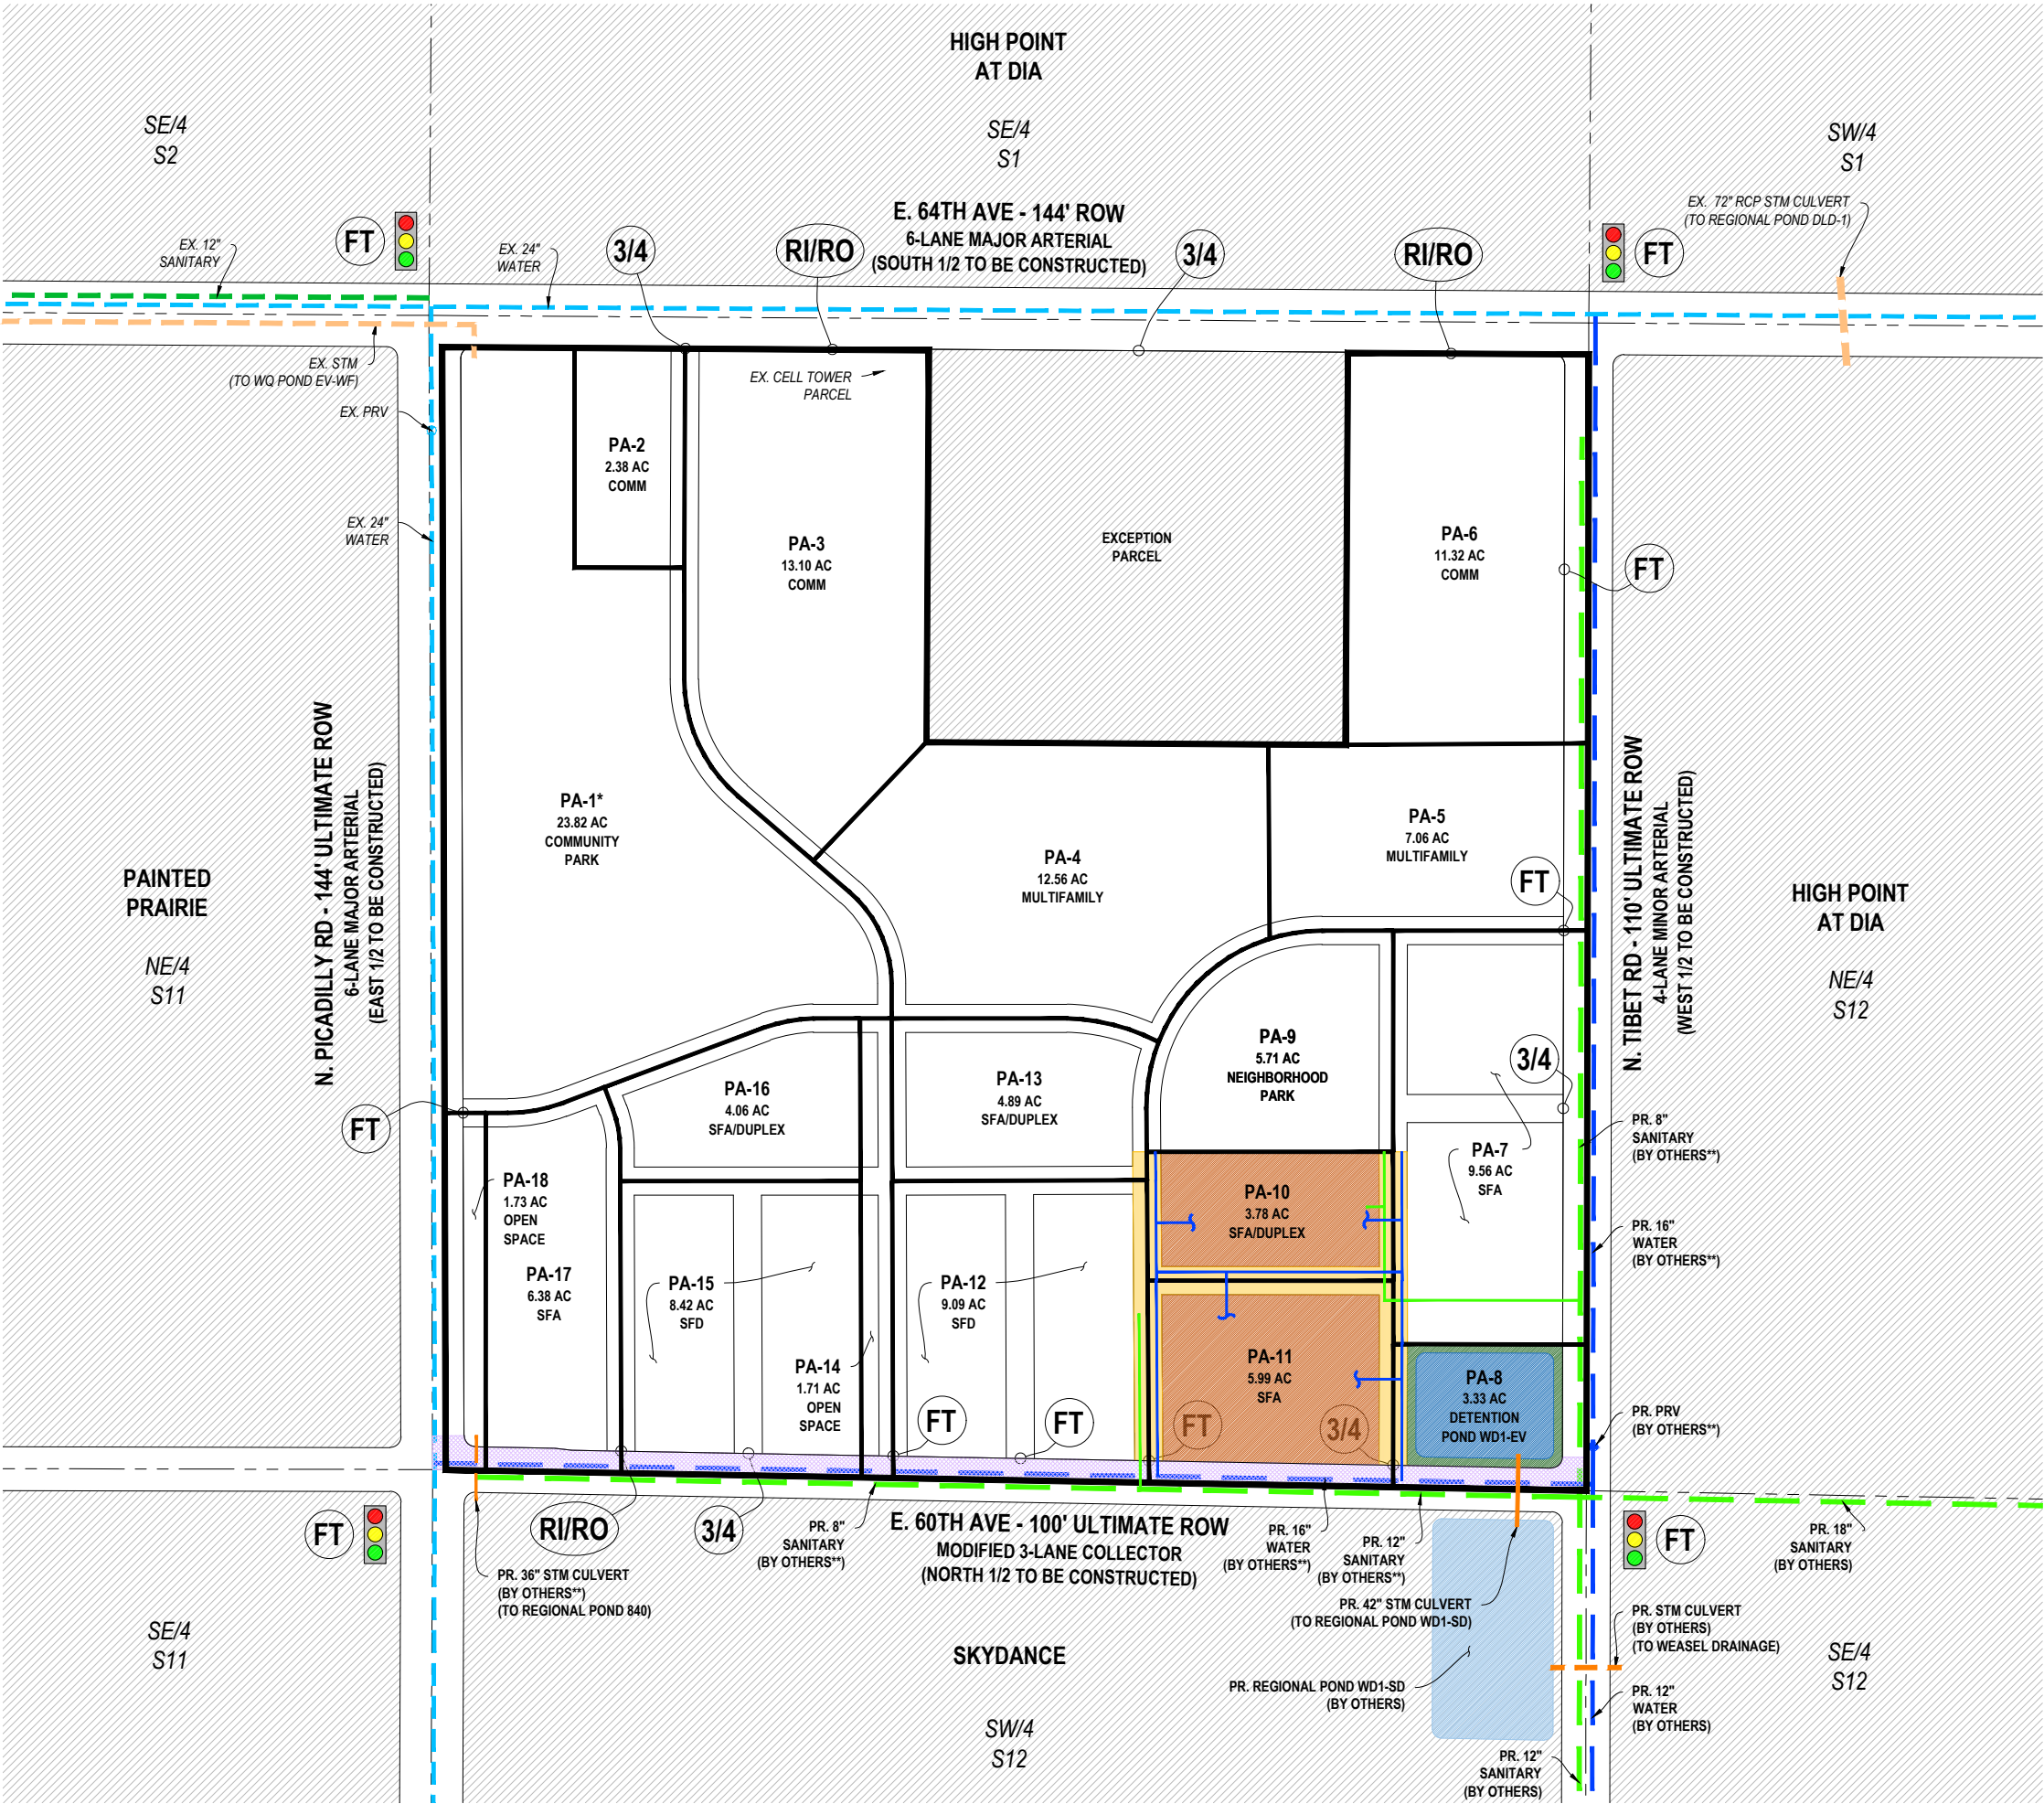 HIGH POINT
AT DIA
SE/4
S2
SE/4
S1
SW/4
S1
E. 64TH AVE - 144' ROW
6-LANE MAJOR ARTERIAL
(SOUTH 1/2 TO BE CONSTRUCTED)
EX. 72" RCP STM CULVERT
(TO REGIONAL POND DLD-1)
EX. 12"
SANITARY
FT
EX. 24"
WATER
3/4
RI/RO
3/4
RI/RO
FT
EX. STM
(TO WQ POND EV-WF)
EX. PRV
EX. CELL TOWER
PARCEL
EX. 24"
WATER
PA-2
2.38 AC
COMM
PA-3
13.10 AC
COMM
EXCEPTION
PARCEL
PA-6
11.32 AC
COMM
FT
N. PICADILLY RD - 144' ULTIMATE ROW
6-LANE MAJOR ARTERIAL
(EAST 1/2 TO BE CONSTRUCTED)
PA-1*
23.82 AC
COMMUNITY
PARK
PA-4
12.56 AC
MULTIFAMILY
PA-5
7.06 AC
MULTIFAMILY
FT
N. TIBET RD - 110' ULTIMATE ROW
4-LANE MINOR ARTERIAL
(WEST 1/2 TO BE CONSTRUCTED)
PAINTED
PRAIRIE
NE/4
S11
HIGH POINT
AT DIA
NE/4
S12
PA-9
5.71 AC
NEIGHBORHOOD
PARK
3/4
PA-16
4.06 AC
SFA/DUPLEX
PA-13
4.89 AC
SFA/DUPLEX
FT
PR. 8"
SANITARY
(BY OTHERS**)
PA-7
9.56 AC
SFA
PA-18
1.73 AC
OPEN
SPACE
PA-10
3.78 AC
SFA/DUPLEX
PR. 16"
WATER
(BY OTHERS**)
PA-17
6.38 AC
SFA
PA-15
8.42 AC
SFD
PA-12
9.09 AC
SFD
PA-14
1.71 AC
OPEN
SPACE
PA-11
5.99 AC
SFA
PA-8
3.33 AC
DETENTION
POND WD1-EV
PR. PRV
(BY OTHERS**)
FT
FT
FT
3/4
FT
RI/RO
3/4
PR. 8"
SANITARY
(BY OTHERS**)
E. 60TH AVE - 100' ULTIMATE ROW
MODIFIED 3-LANE COLLECTOR
(NORTH 1/2 TO BE CONSTRUCTED)
PR. 16"
WATER
(BY OTHERS**)
PR. 12"
SANITARY
(BY OTHERS**)
FT
PR. 18"
SANITARY
(BY OTHERS)
PR. 36" STM CULVERT
(BY OTHERS**)
(TO REGIONAL POND 840)
PR. 42" STM CULVERT
(TO REGIONAL POND WD1-SD)
PR. STM CULVERT
(BY OTHERS)
(TO WEASEL DRAINAGE)
SE/4
S11
SKYDANCE
SW/4
S12
PR. REGIONAL POND WD1-SD
(BY OTHERS)
SE/4
S12
PR. 12"
WATER
(BY OTHERS)
PR. 12"
SANITARY
(BY OTHERS)